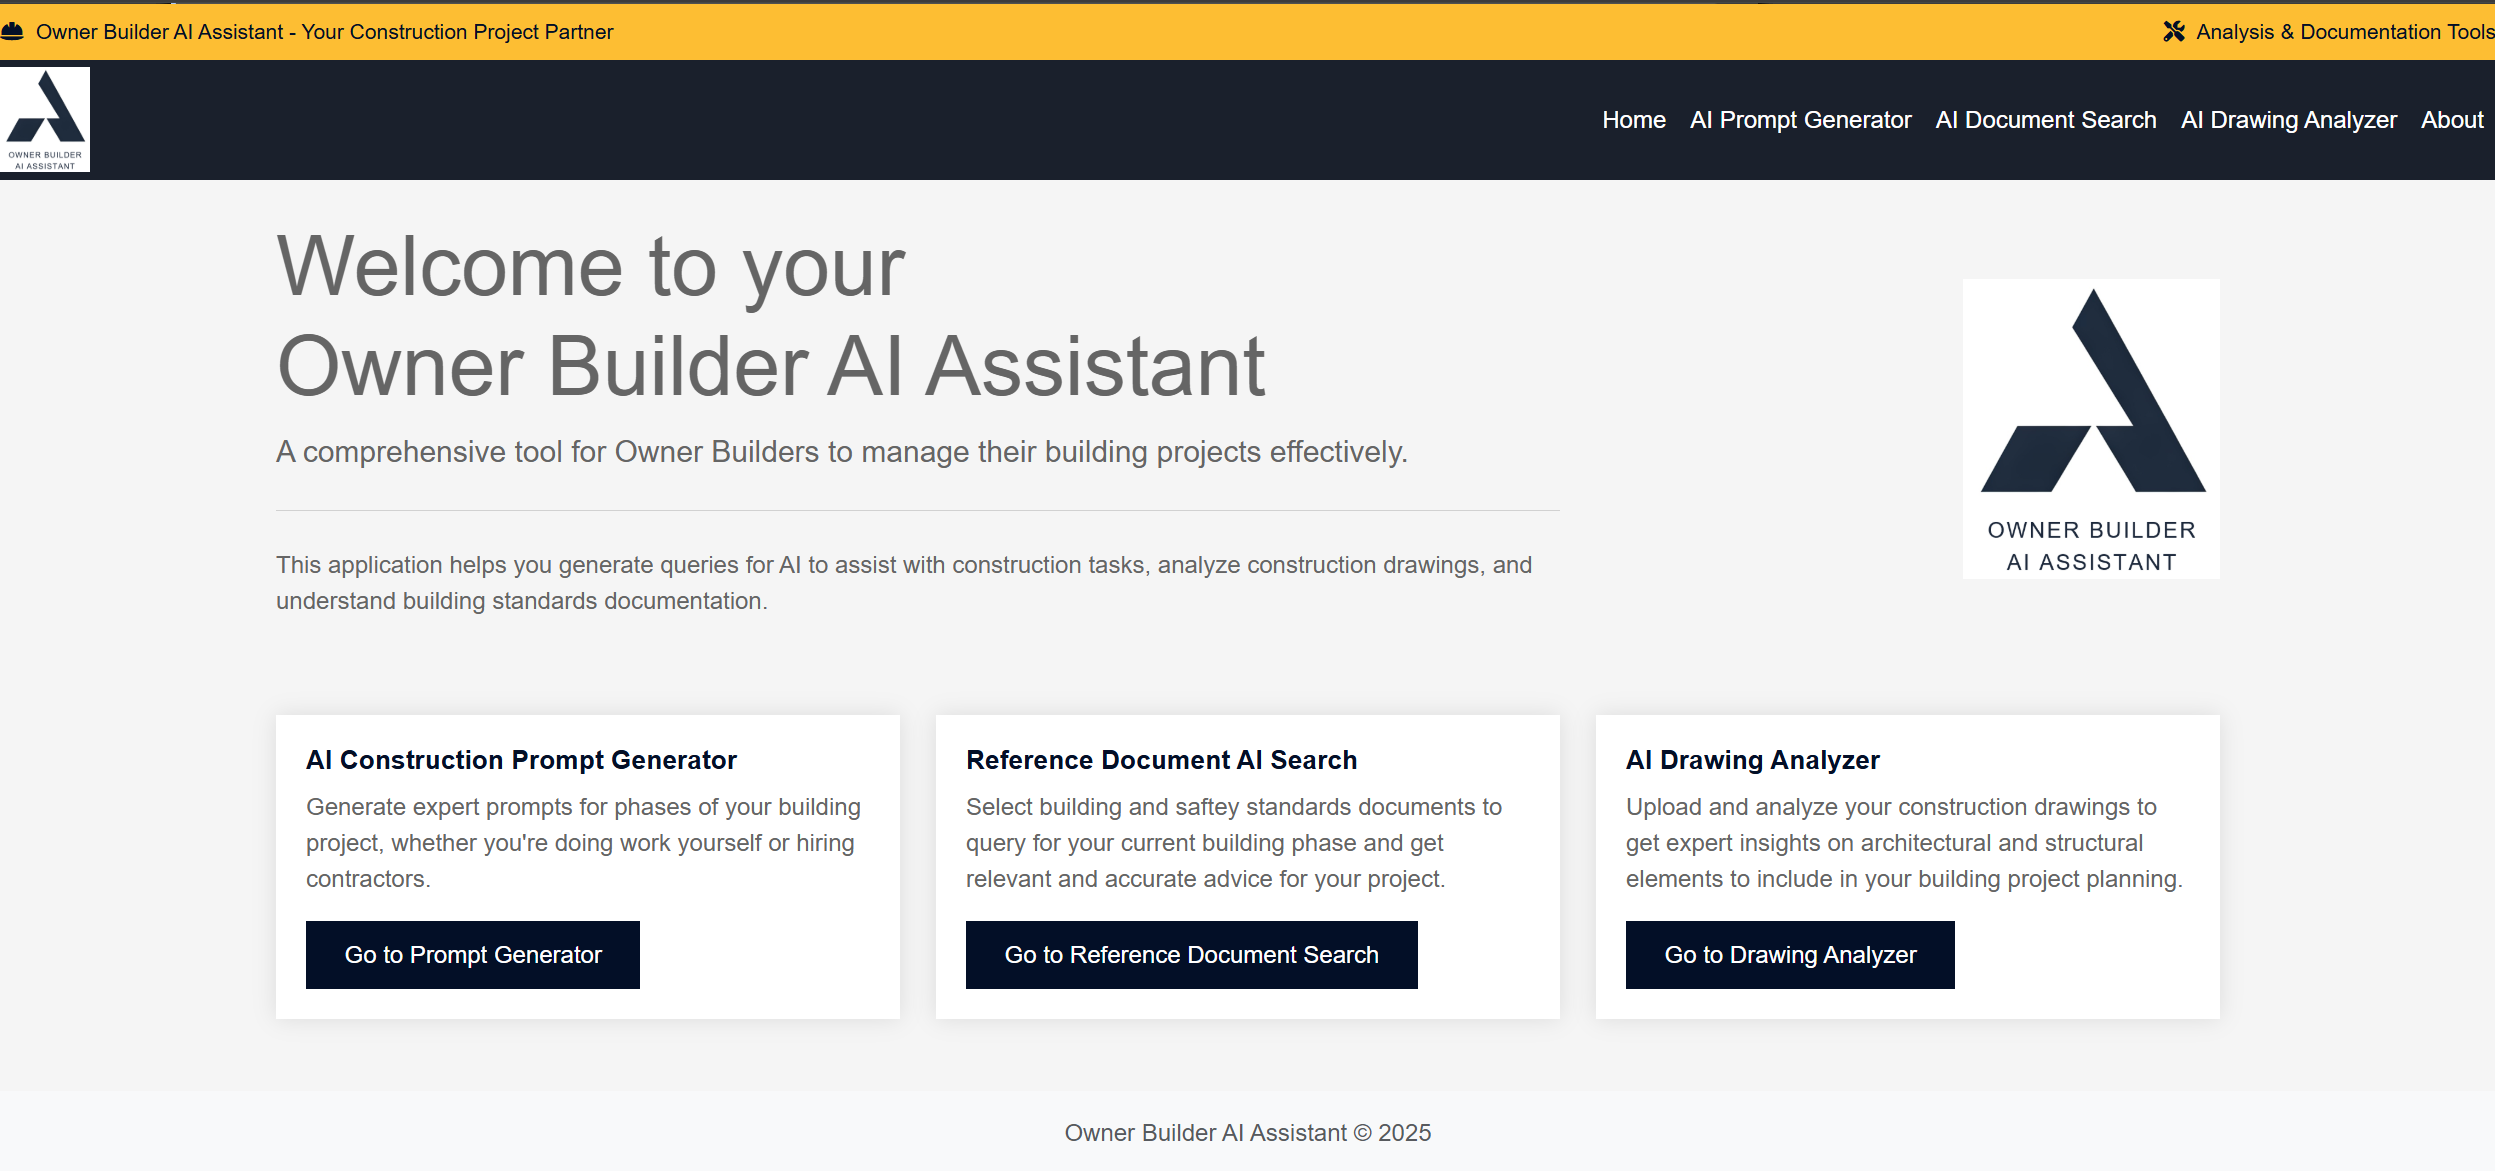 Owner Builder AI Assistant - Your Construction Project Partner
Analysis & Documentation Tools
OWNER BUILDER
AI ASSISTANT
Home
AI Prompt Generator
AI Document Search
AI Drawing Analyzer
About
Welcome to your
Owner Builder AI Assistant
A comprehensive tool for Owner Builders to manage their building projects effectively.
This application helps you generate queries for AI to assist with construction tasks, analyze construction drawings, and
understand building standards documentation.
OWNER BUILDER
AI ASSISTANT
AI Construction Prompt Generator
Generate expert prompts for phases of your building
project, whether you're doing work yourself or hiring
contractors.
Go to Prompt Generator
Reference Document AI Search
Select building and saftey standards documents to
query for your current building phase and get
relevant and accurate advice for your project.
Go to Reference Document Search
AI Drawing Analyzer
Upload and analyze your construction drawings to
get expert insights on architectural and structural
elements to include in your building project planning.
Go to Drawing Analyzer
Owner Builder AI Assistant © 2025